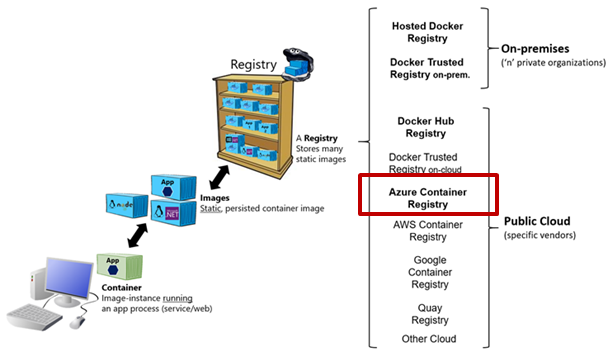 Registry
A Registry
Stores many
static images
App
Images
Static, persisted container image
node
.NET
App
Container
Image-instance running
an app process (service/web)
Hosted Docker
Registry
Docker Trusted
Registry on-prem.
On-premises
('n' private organizations)
Docker Hub
Registry
Docker Trusted
Registry on-cloud
Azure Container
Registry
AWS Container
Registry
Google
Container
Registry
Quay
Registry
Other Cloud
Public Cloud
(specific vendors)